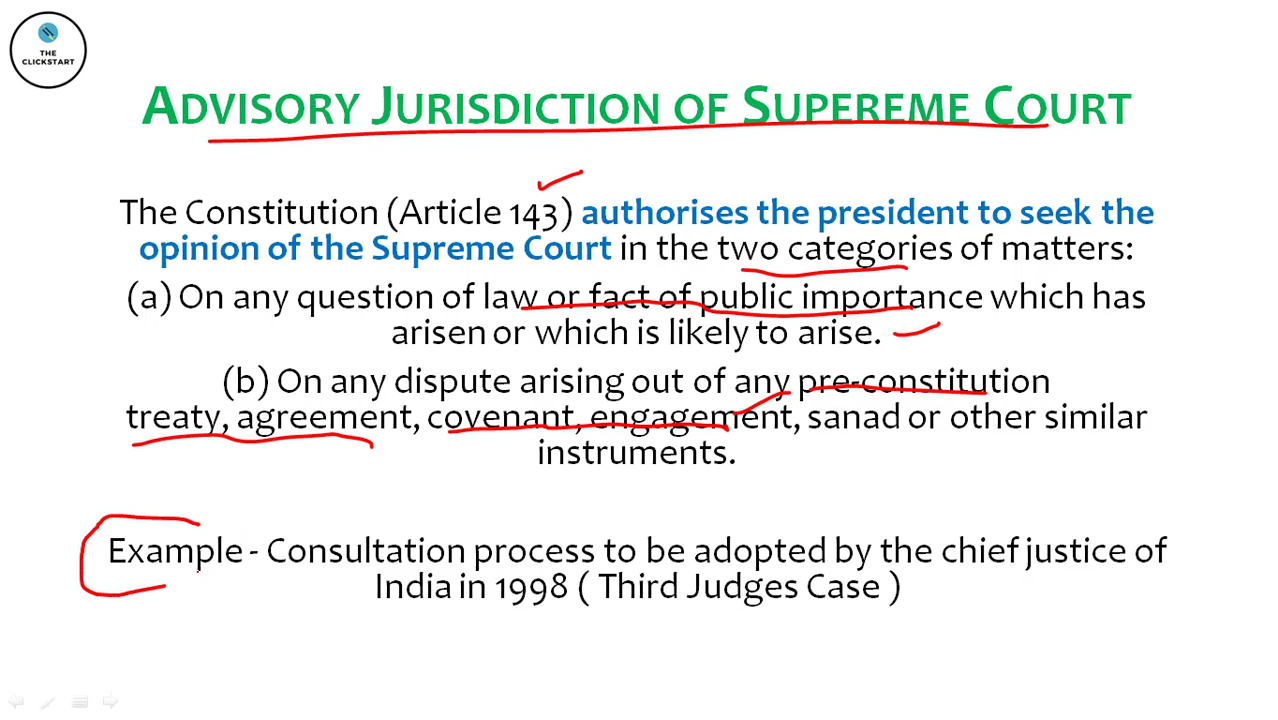 THE
CLICKSTART
ADVISORY JURISDICTION OF SUPEREME COURT
The Constitution (Article 143) authorises the president to seek the
opinion of the Supreme Court in the two categories of matters:
(a) On any question of law or fact of public importance which has
arisen or which is likely to arise.
(b) On any dispute arising out of any pre-constitution
treaty, agreement, covenant, engagement, sanad or other similar
instruments.
Example - Consultation process to be adopted by the chief justice of
India in 1998 ( Third Judges Case )